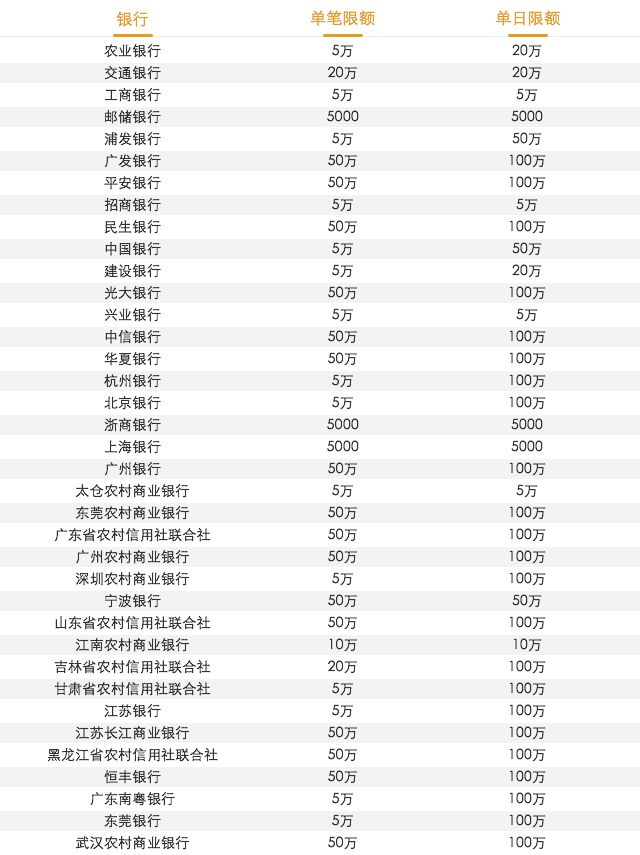 银行 单笔限额 单日限额
农业银行 5万 20万
交通银行 20万 20万
工商银行 5万 5万
邮储银行 5000 5000
浦发银行 5万 50万
广发银行 50万 100万
平安银行 50万 100万
招商银行 5万 5万
民生银行 50万 100万
中国银行 5万 50万
建设银行 5万 20万
光大银行 50万 100万
兴业银行 5万 5万
中信银行 50万 100万
华夏银行 50万 100万
杭州银行 5万 100万
北京银行 5万 100万
浙商银行 5000 5000
上海银行 5000 5000
广州银行 50万 100万
太仓农村商业银行 5万 5万
东莞农村商业银行 50万 100万
广东省农村信用社联合社 50万 100万
广州农村商业银行 50万 100万
深圳农村商业银行 5万 100万
宁波银行 50万 50万
山东省农村信用社联合社 50万 100万
江南农村商业银行 10万 10万
吉林省农村信用社联合社 20万 100万
甘肃省农村信用社联合社 5万 100万
江苏银行 5万 100万
江苏长江商业银行 50万 100万
黑龙江省农村信用社联合社 50万 100万
恒丰银行 50万 100万
广东南粤银行 5万 100万
东莞银行 5万 100万
武汉农村商业银行 50万 100万